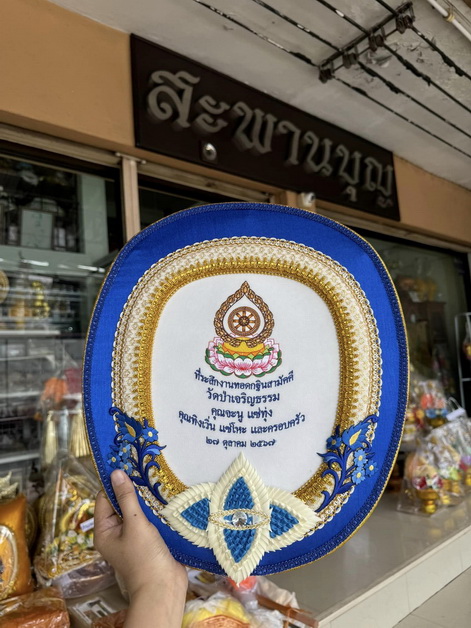 สะพานบุญ
ที่ระลึกงานทอดกฐินสามัคคี
วัดป่าเจริญธรรม
คุณชะนู แซ่ทุ่ง
คุณทิงเวิ่น แซ่โหะ และครอบครัว
๒๗ ตุลาคม ๒๕๖๗